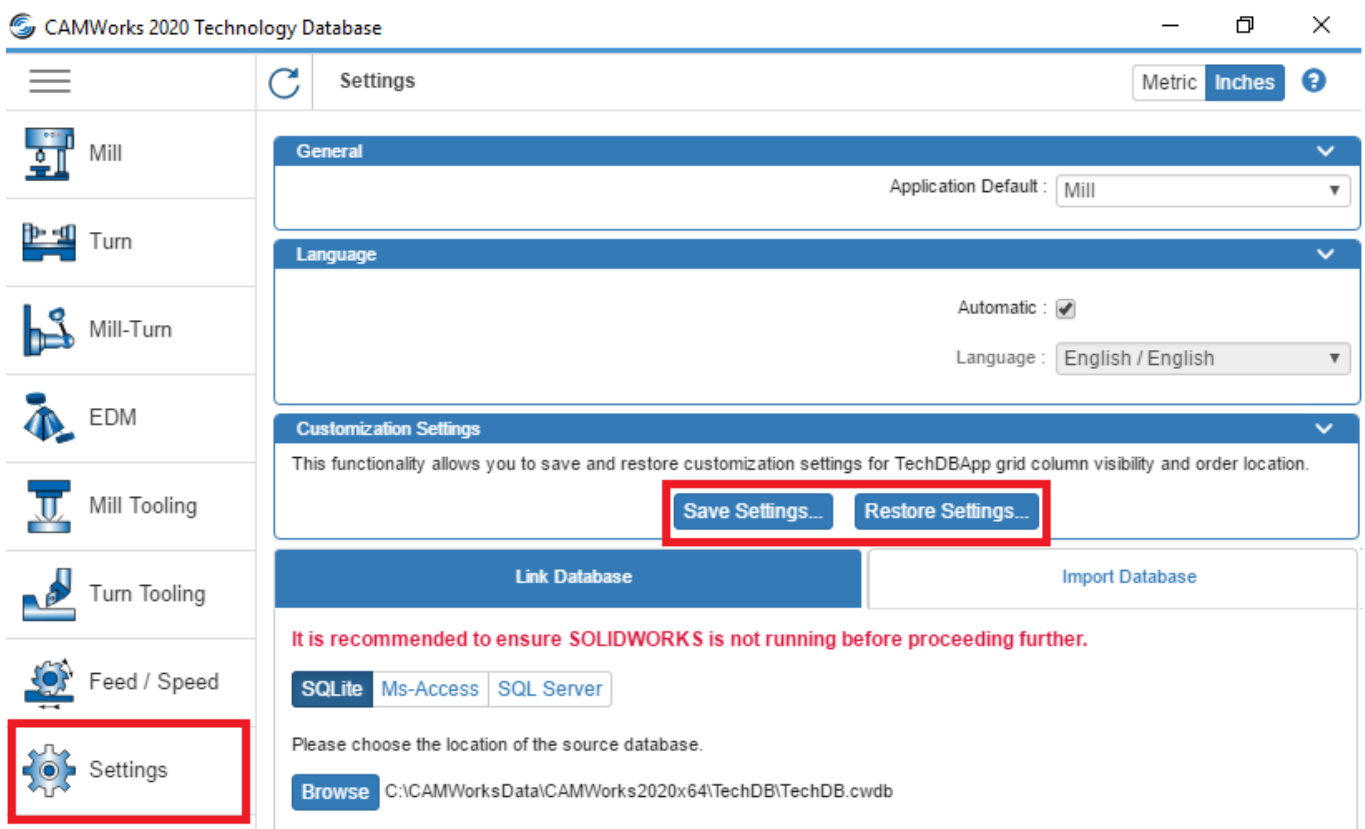 CAMWorks 2020 Technology Database
Settings
Metric Inches
Mill
Turn
Mill-Turn
EDM
Mill Tooling
Turn Tooling
Feed / Speed
Settings
General
Application Default : Mill
Language
Automatic :
Language : English / English
Customization Settings
This functionality allows you to save and restore customization settings for TechDBApp grid column visibility and order location.
Save Settings... Restore Settings...
Link Database Import Database
It is recommended to ensure SOLIDWORKS is not running before proceeding further.
SQLite Ms-Access SQL Server
Please choose the location of the source database.
Browse C:\CAMWorksData\CAMWorks2020x64\TechDB\TechDB.cwdb